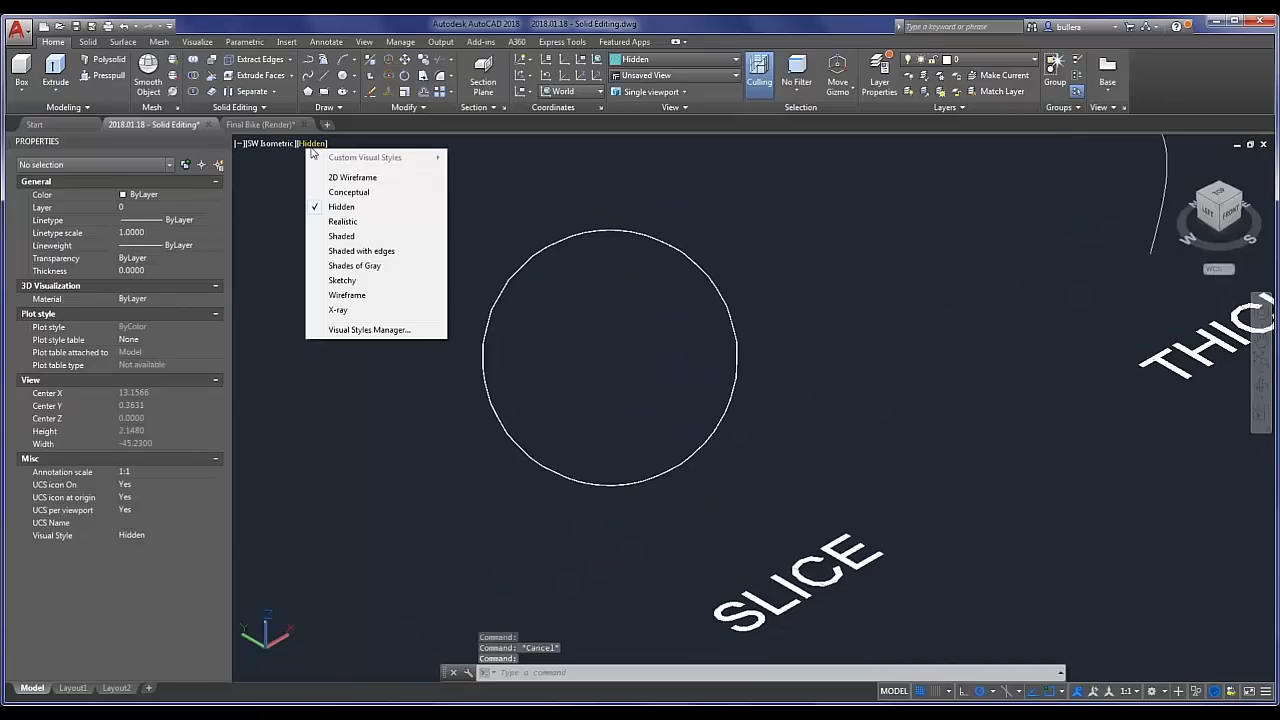 Autodesk AutoCAD 2018 2018.01.18 - Solid Editing.dwg
Type a keyword or phrase
bullera
Home Solid Surface Mesh Visualize Parametric Insert Annotate View Manage Output Add-ins A360 Express Tools Featured Apps
Box
Extrude
Polysolid
Presspull
Modeling
Smooth
Object
Mesh
Extract Edges
Extrude Faces
Separate
Solid Editing
Draw
Modify
Section
Plane
Section
World
Coordinates
Hidden
Unsaved View
Single viewport
View
Culling
No Filter
Move
Gizmo
Selection
Layer
Properties
0
Make Current
Match Layer
Layers
Group
Groups
Base
View
Start
2018.01.18 - Solid Editing*
Final Bike (Render)*
PROPERTIES
No selection
General
Color ByLayer
Layer 0
Linetype ByLayer
Linetype scale 1.0000
Lineweight ByLayer
Transparency ByLayer
Thickness 0.0000
3D Visualization
Material ByLayer
Plot style
Plot style ByColor
Plot style table None
Plot table attached to Model
Plot table type Not available
View
Center X 13.1566
Center Y 0.3631
Center Z 0.0000
Height 2.1480
Width -45.2300
Misc
Annotation scale 1:1
UCS icon On Yes
UCS icon at origin Yes
UCS per viewport Yes
UCS Name
Visual Style Hidden
[–][SW Isometric][Hidden]
Custom Visual Styles
2D Wireframe
Conceptual
Hidden
Realistic
Shaded
Shaded with edges
Shades of Gray
Sketchy
Wireframe
X-ray
Visual Styles Manager...
TOP
LEFT
FRONT
W
S
WCS
THIC
SLICE
Z
Y
X
Command:
Command: *Cancel*
Command:
Type a command
Model Layout1 Layout2
MODEL
1:1